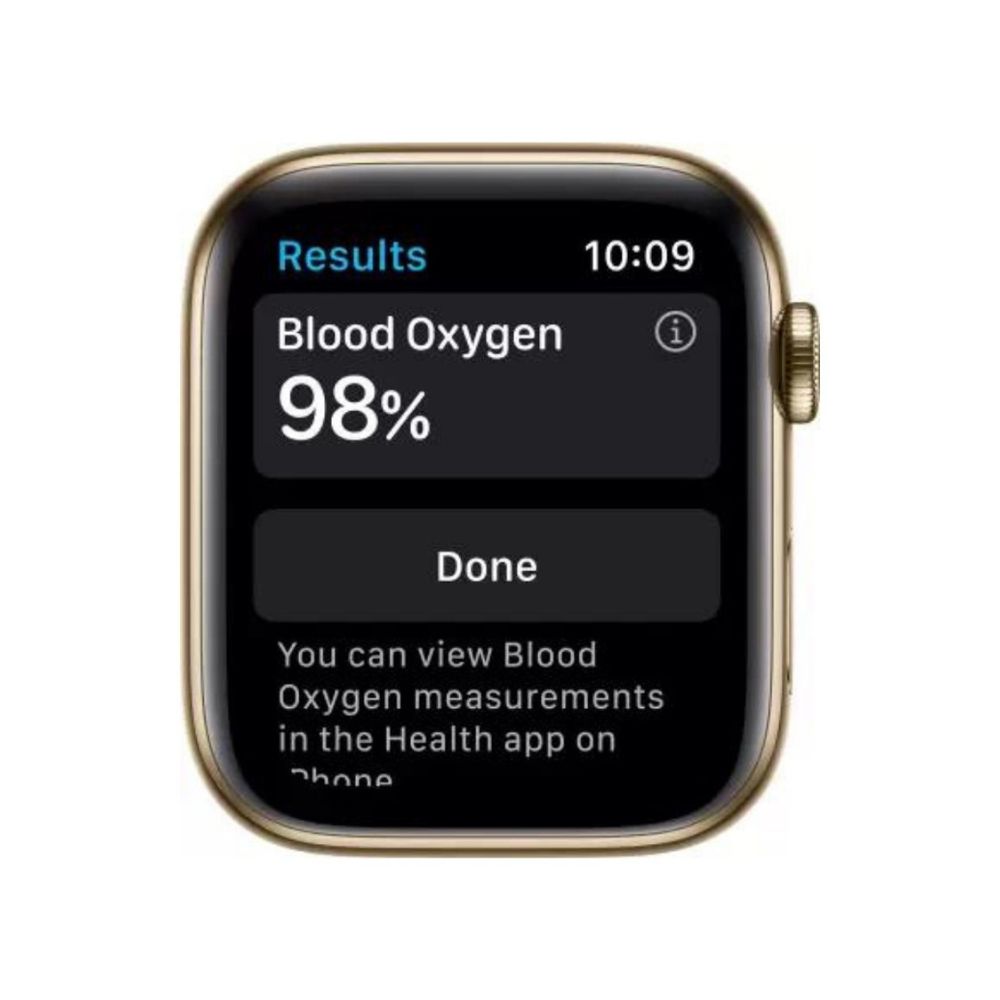 Results 10:09
Blood Oxygen
98%
Done
You can view Blood
Oxygen measurements
in the Health app on